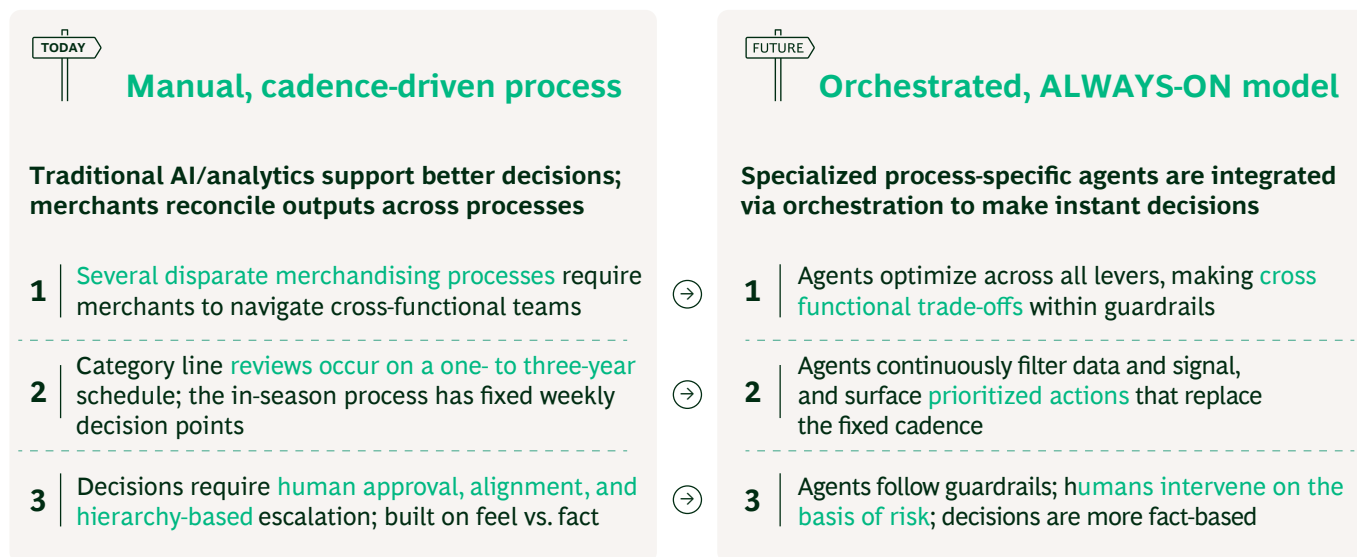 TODAY
Manual, cadence-driven process
Traditional AI/analytics support better decisions;
merchants reconcile outputs across processes
1
Several disparate merchandising processes require
merchants to navigate cross-functional teams
2
Category line reviews occur on a one- to three-year
schedule; the in-season process has fixed weekly
decision points
3
Decisions require human approval, alignment, and
hierarchy-based escalation; built on feel vs. fact
FUTURE
Orchestrated, ALWAYS-ON model
Specialized process-specific agents are integrated
via orchestration to make instant decisions
1
Agents optimize across all levers, making cross
functional trade-offs within guardrails
2
Agents continuously filter data and signal,
and surface prioritized actions that replace
the fixed cadence
3
Agents follow guardrails; humans intervene on the
basis of risk; decisions are more fact-based